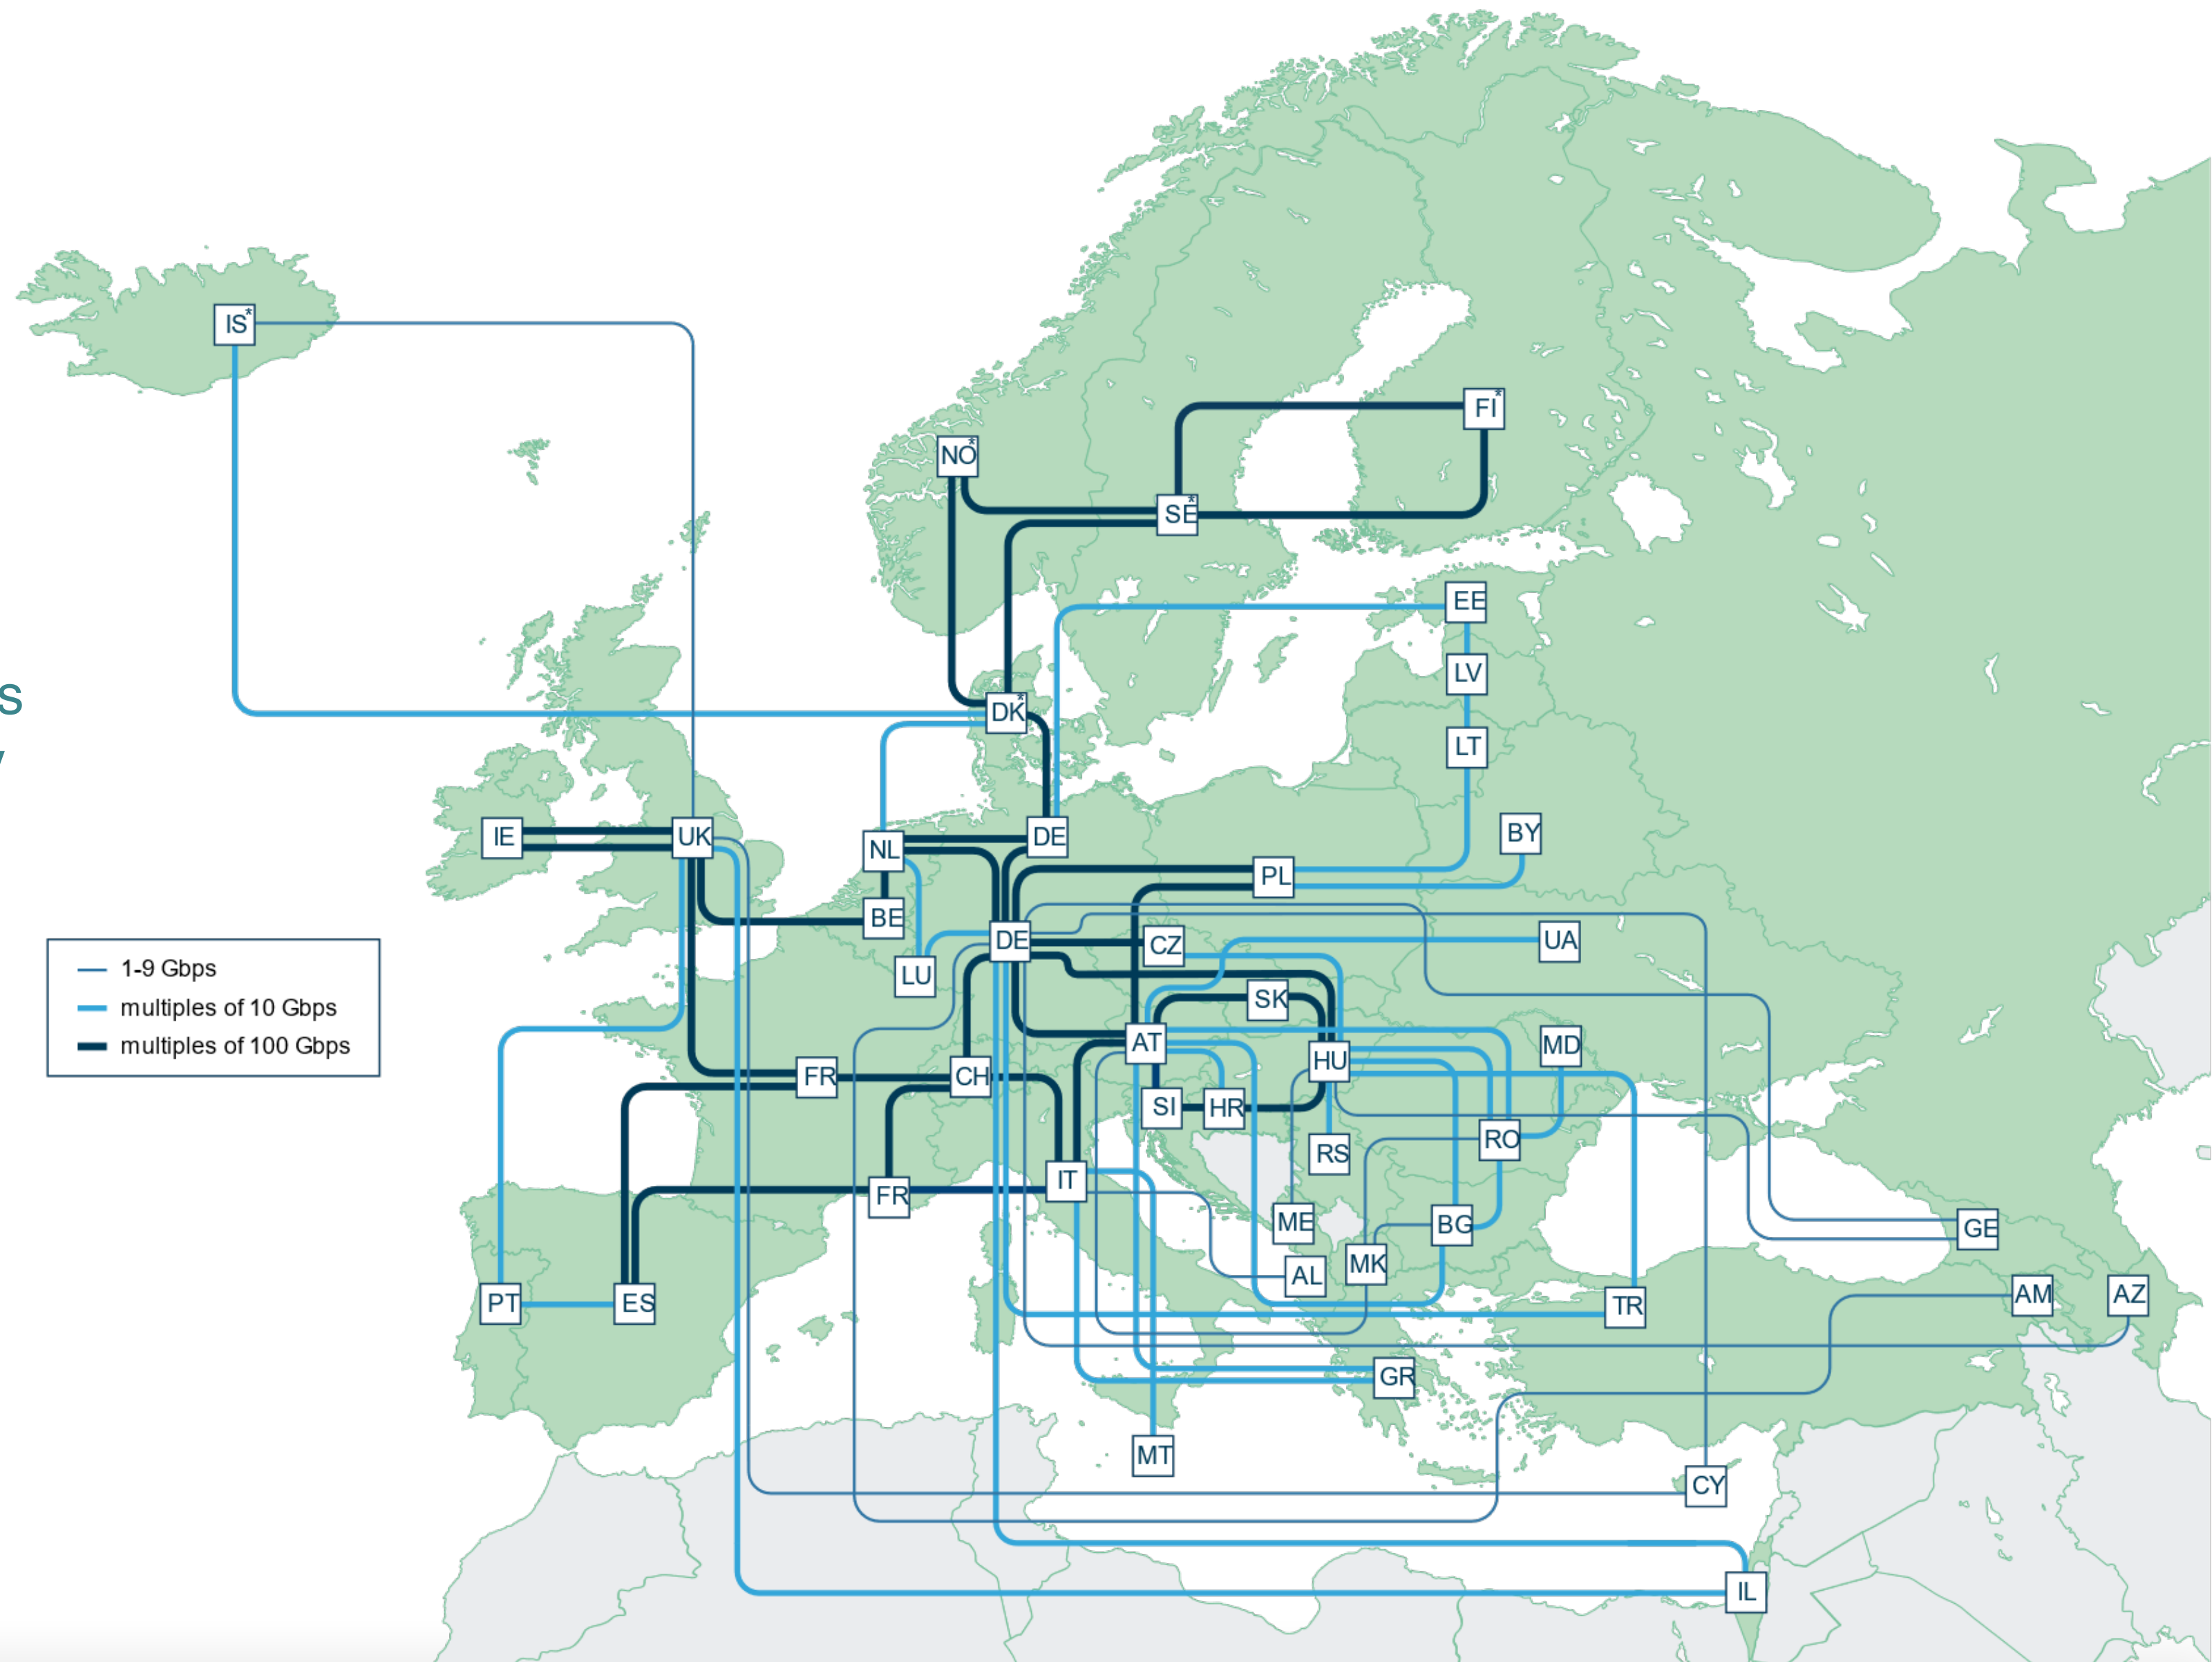 IS*
FI*
NO*
SE*
EE
LV
s
DK*
LT
y
IE
UK
NL
DE
BY
PL
BE
DE
CZ
UA
LU
1-9 Gbps
multiples of 10 Gbps
multiples of 100 Gbps
SK
AT
MD
HU
FR
CH
SI
HR
RO
RS
IT
FR
ME
BG
GE
MK
AL
PT
ES
TR
AM
AZ
GR
MT
CY
IL